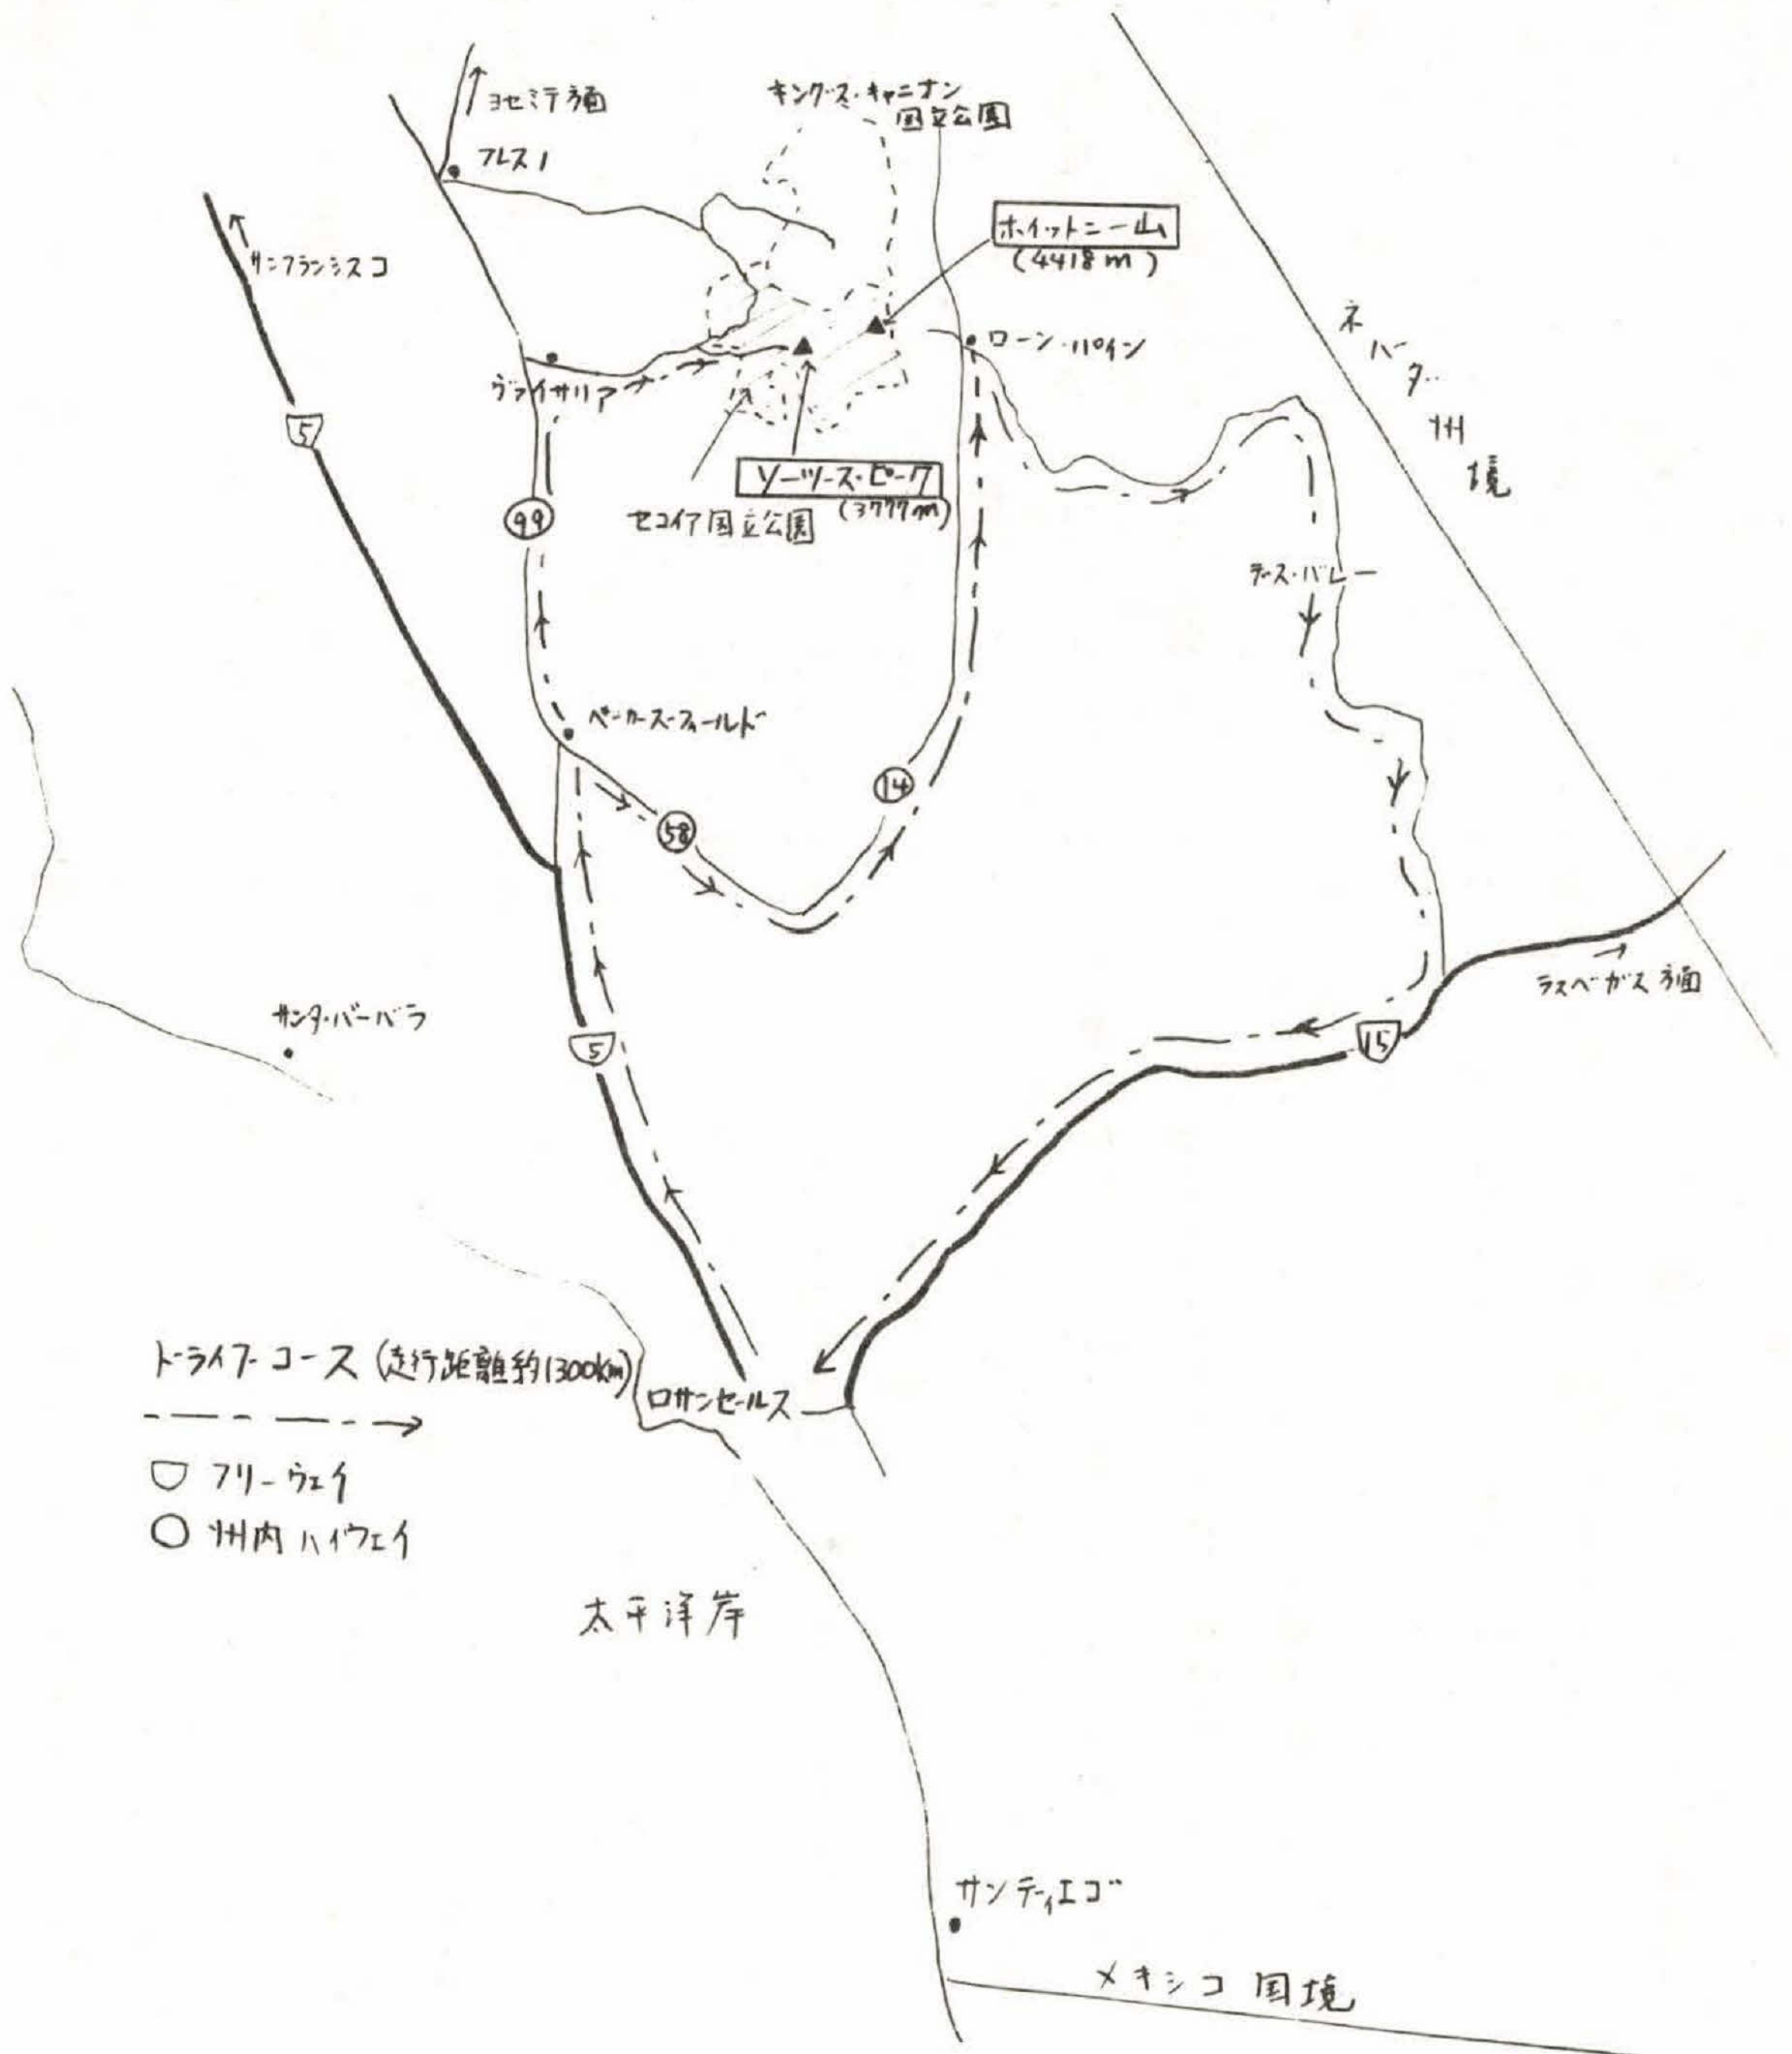 ヨセミテ方面
キングス・キャニオン
国立公園
フレスノ
ホイットニー山
(4418m)
サンフランシスコ
ローン・パイン
ネバダ州境
ヴァイサリア
5
ソーツース・ピーク
(3777m)
セコイア国立公園
99
デス・バレー
ベーカースフィールド
14
58
ラスベガス方面
サンタ・バーバラ
5
15
ドライブコース (走行距離約1300km)
ロサンゼールス
フリーウェイ
州内ハイウェイ
太平洋岸
サンディエゴ
メキシコ国境